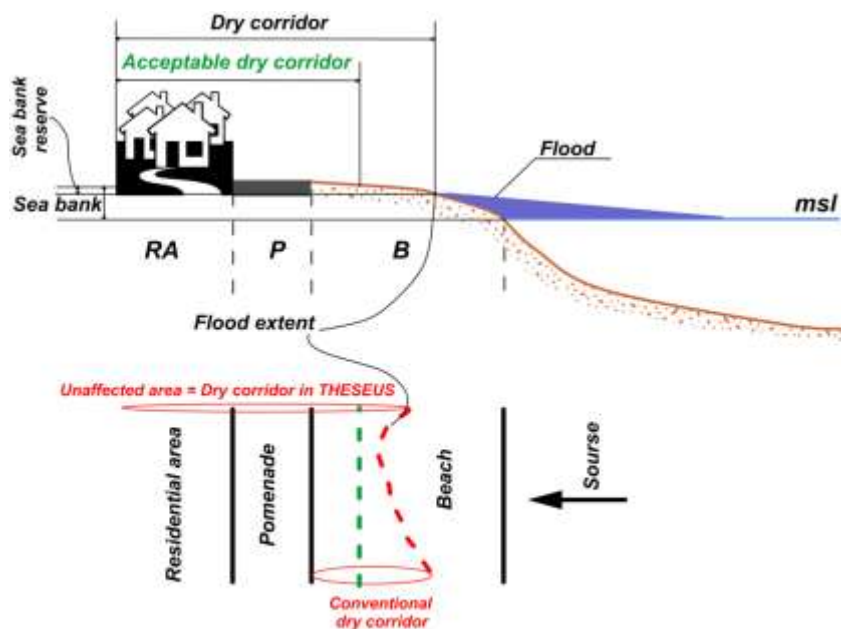 Dry corridor
Acceptable dry corridor
Sea bank
reserve
Flood
Sea bank
msl
RA
P
B
Flood extent
Unaffected area = Dry corridor in THESEUS
Residential area
Pomenade
Beach
Sourse
Conventional
dry corridor